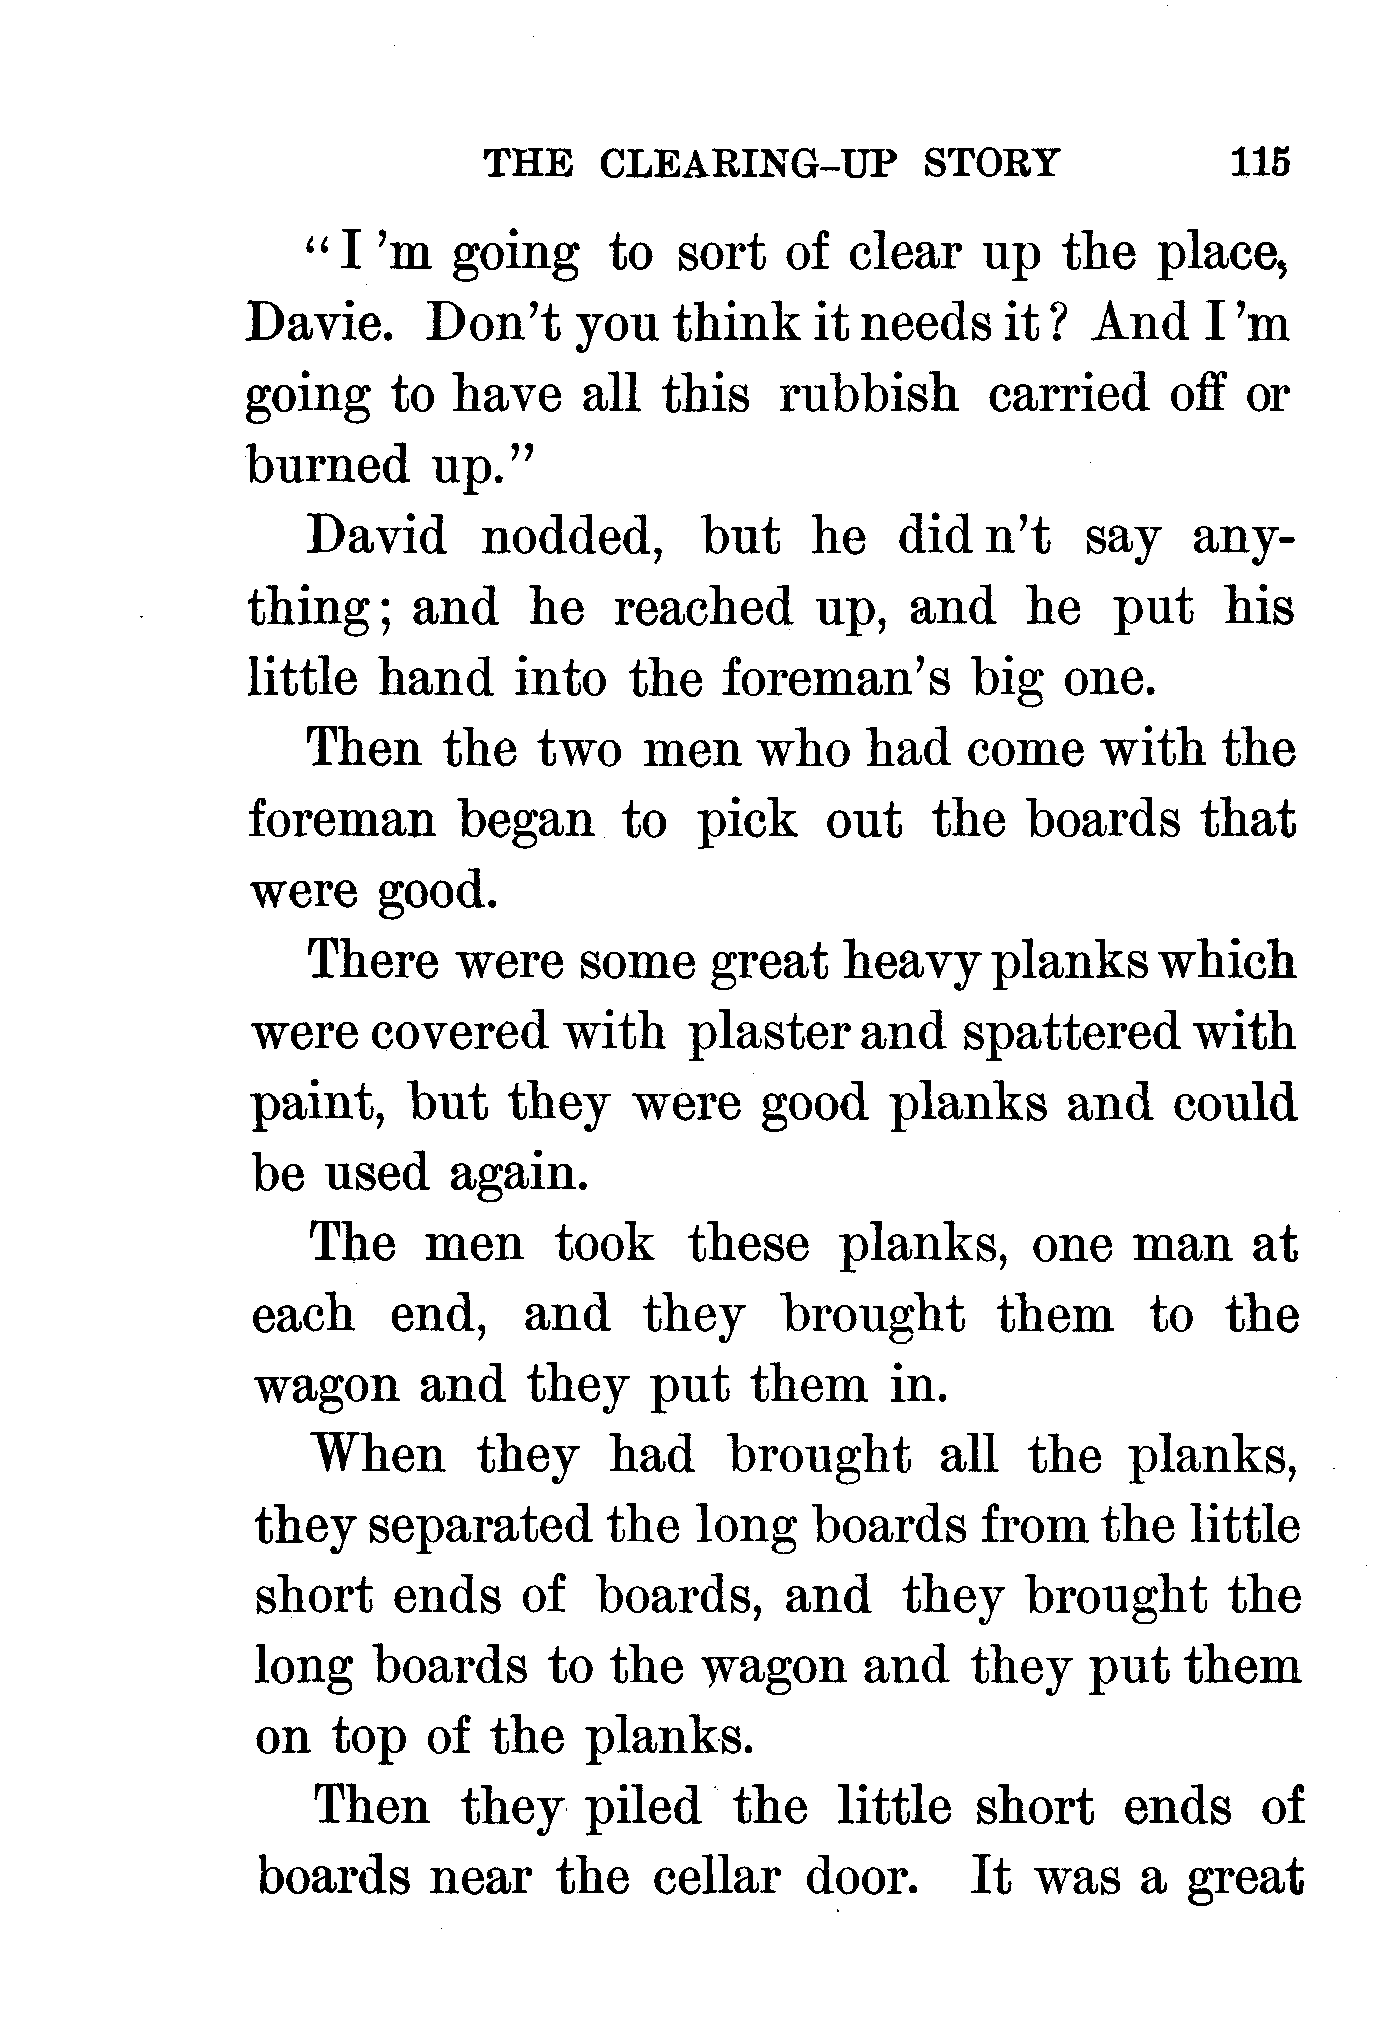 THE CLEARING-UP STORY 115
"I 'm going to sort of clear up the place,
Davie. Don't you think it needs it? And I 'm
going to have all this rubbish carried off or
burned up."
David nodded, but he did n't say any-
thing; and he reached up, and he put his
little hand into the foreman's big one.
Then the two men who had come with the
foreman began to pick out the boards that
were good.
There were some great heavy planks which
were covered with plaster and spattered with
paint, but they were good planks and could
be used again.
The men took these planks, one man at
each end, and they brought them to the
wagon and they put them in.
When they had brought all the planks,
they separated the long boards from the little
short ends of boards, and they brought the
long boards to the wagon and they put them
on top of the planks.
Then they piled the little short ends of
boards near the cellar door. It was a great